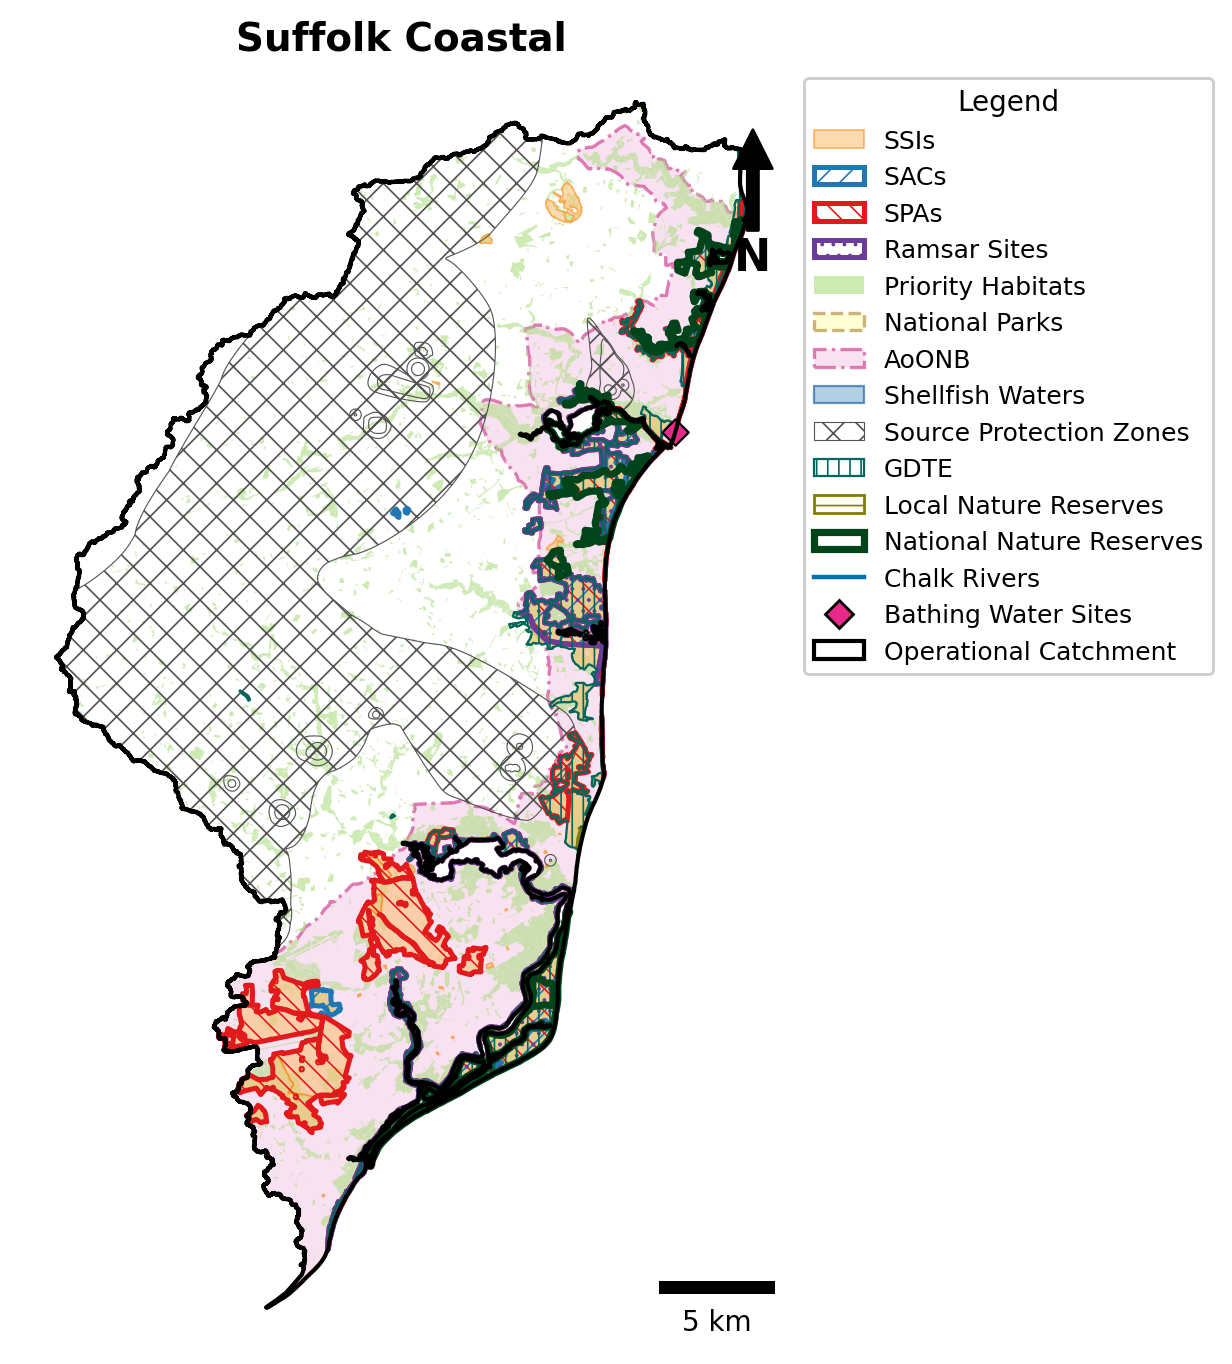 Suffolk Coastal
Legend
SSIs
SACs
SPAs
Ramsar Sites
Priority Habitats
National Parks
AoONB
Shellfish Waters
Source Protection Zones
GDTE
Local Nature Reserves
National Nature Reserves
Chalk Rivers
Bathing Water Sites
Operational Catchment
N
5 km